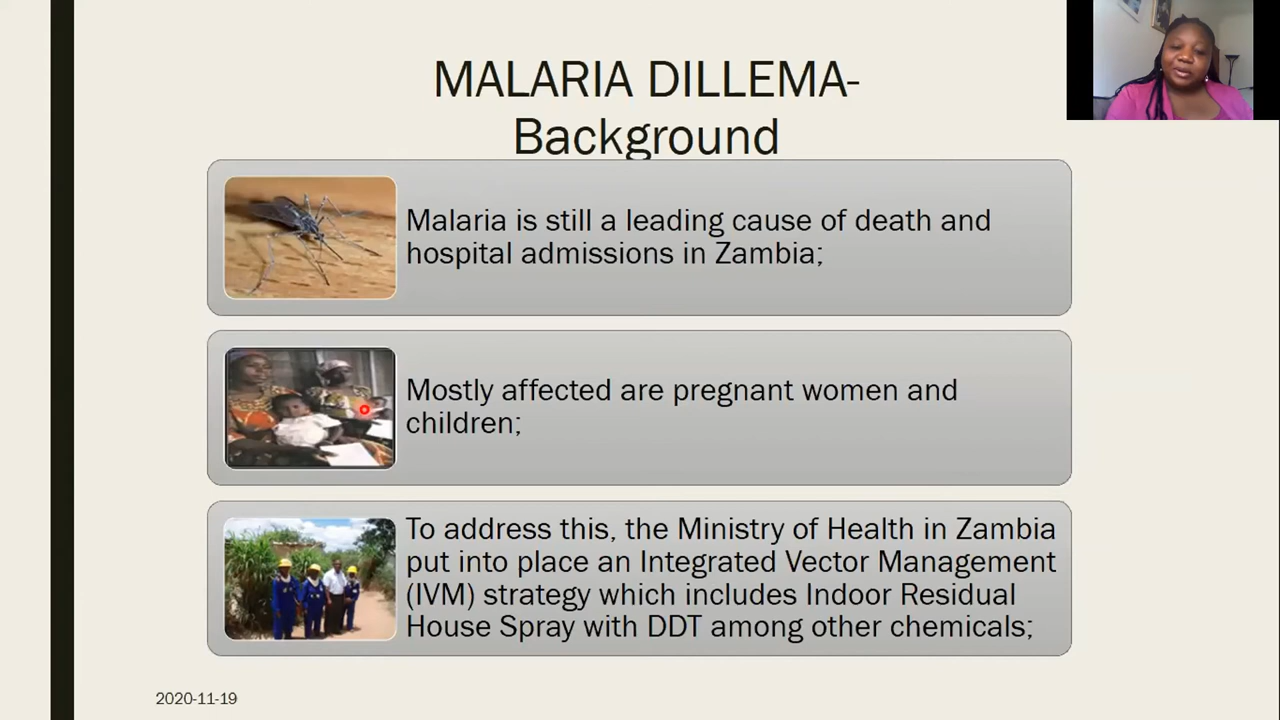 MALARIA DILLEMA-
Background
Malaria is still a leading cause of death and
hospital admissions in Zambia;
Mostly affected are pregnant women and
children;
To address this, the Ministry of Health in Zambia
put into place an Integrated Vector Management
(IVM) strategy which includes Indoor Residual
House Spray with DDT among other chemicals;
2020-11-19